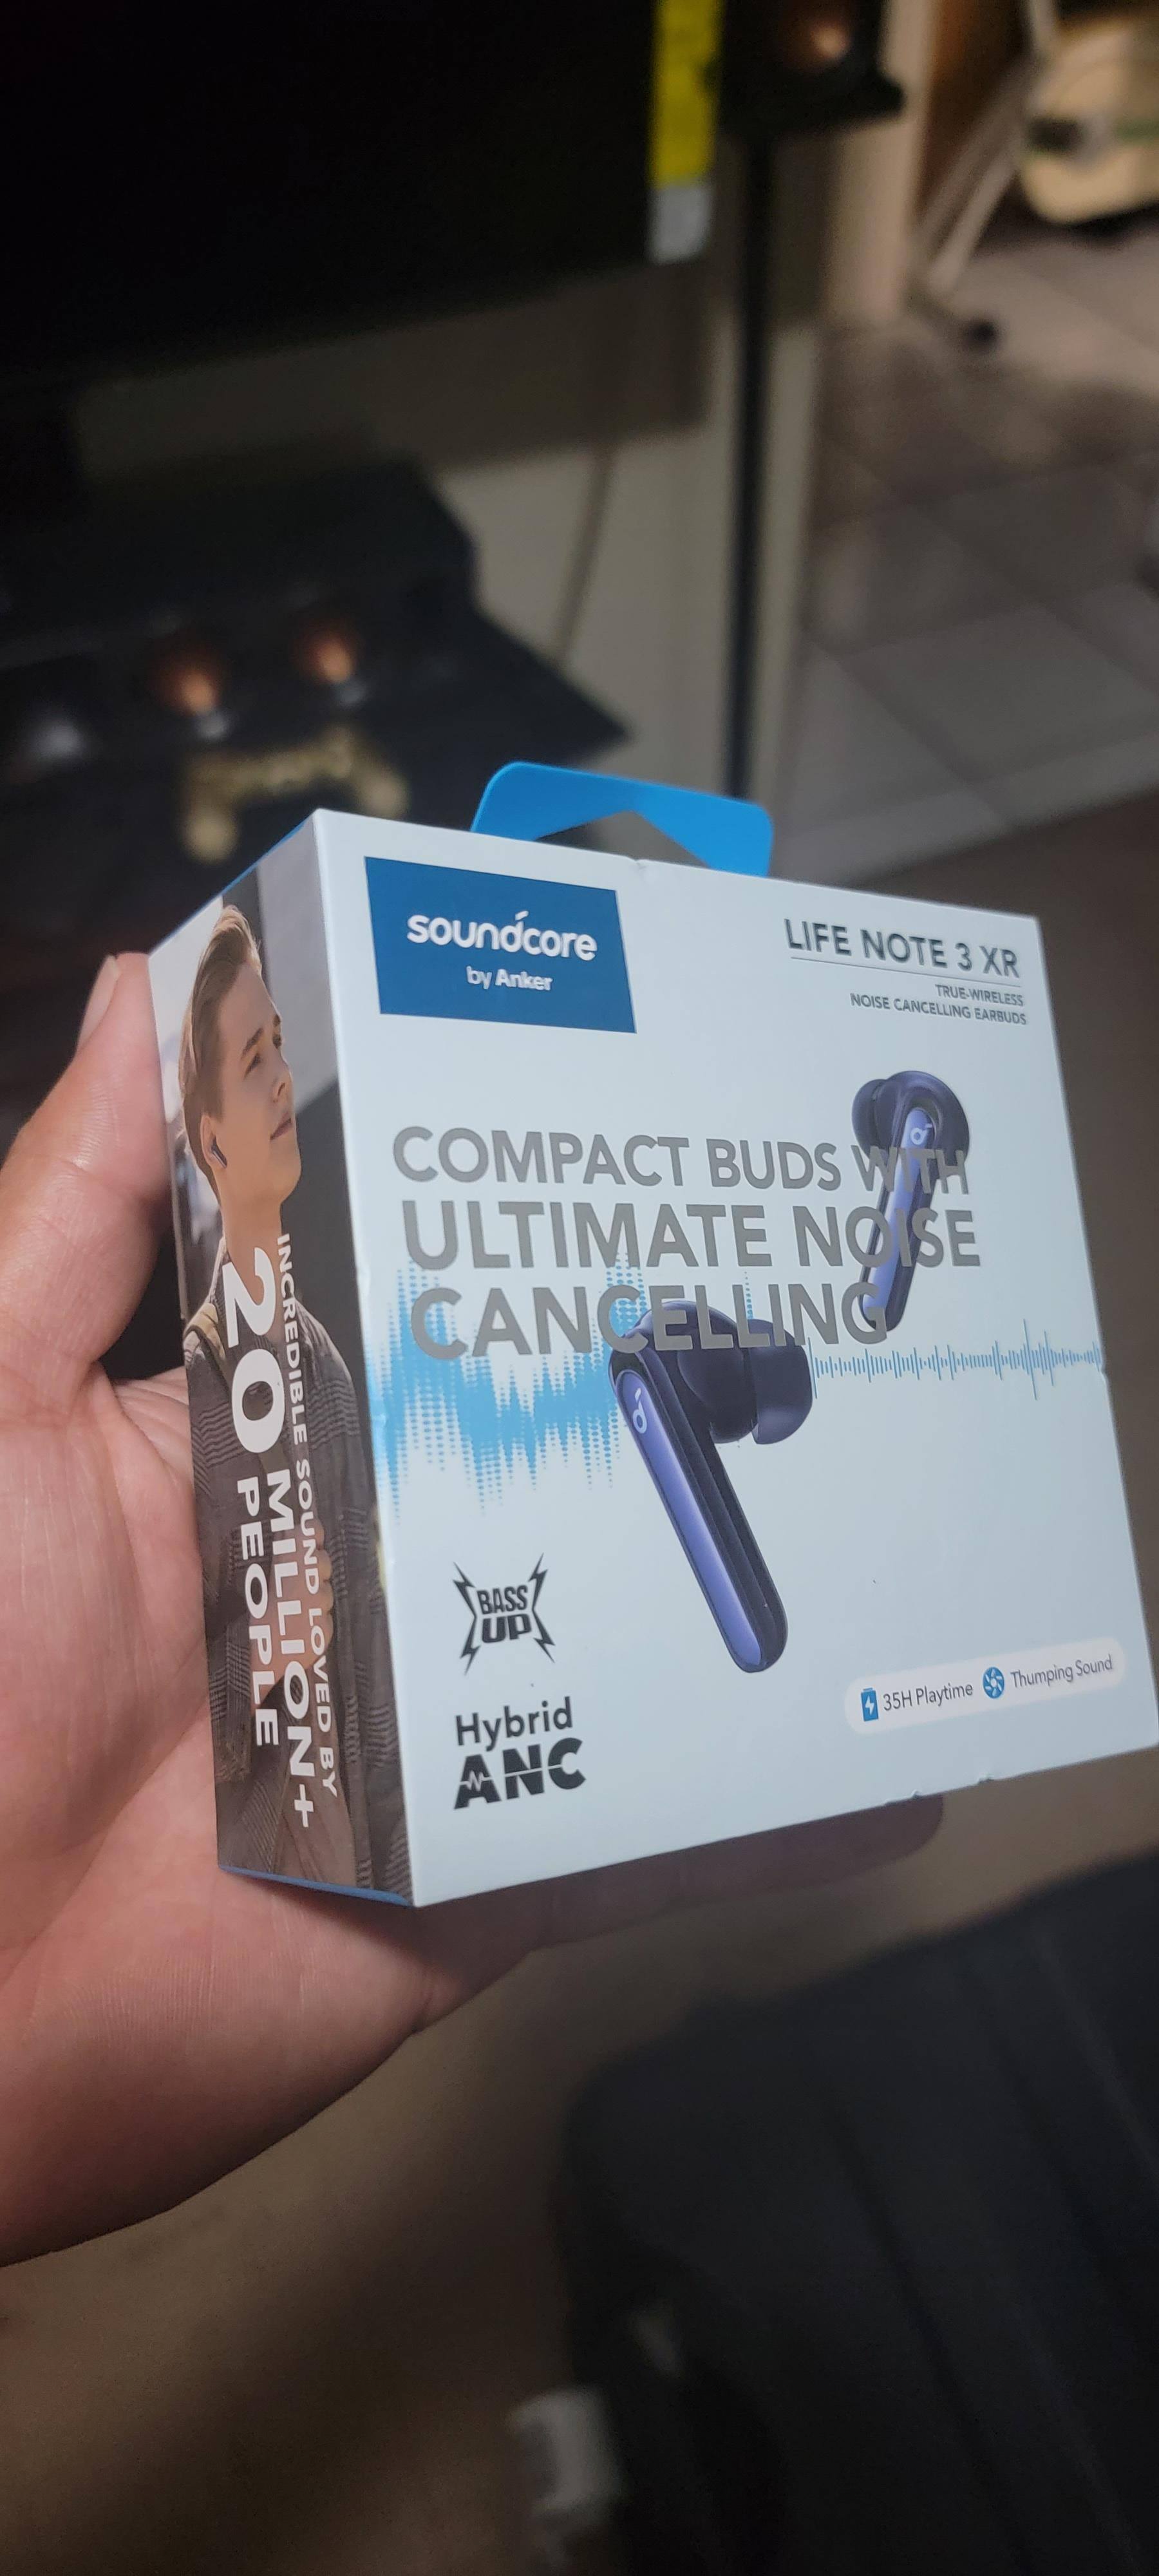 soundcore
by Anker
LIFE NOTE 3 XR
TRUE-WIRELESS
NOISE CANCELLING EARBUDS
COMPACT BUDS WITH
ULTIMATE NOISE
CANCELLING
BASS
UP
Hybrid
ANC
35H Playtime
Thumping Sound
INCREDIBLE SOUND LOVED BY
20 MILLION+
PEOPLE